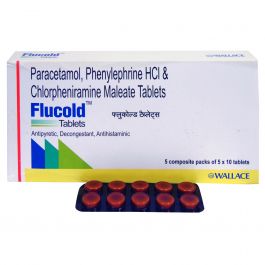 Paracetamol, Phenylephrine HCl &
Chlorpheniramine Maleate Tablets
Flucold™
फ्लुकोल्ड टैब्लेट्स
Tablets
Antipyretic, Decongestant, Antihistaminic
5 composite packs of 5 x 10 tablets
WALLACE